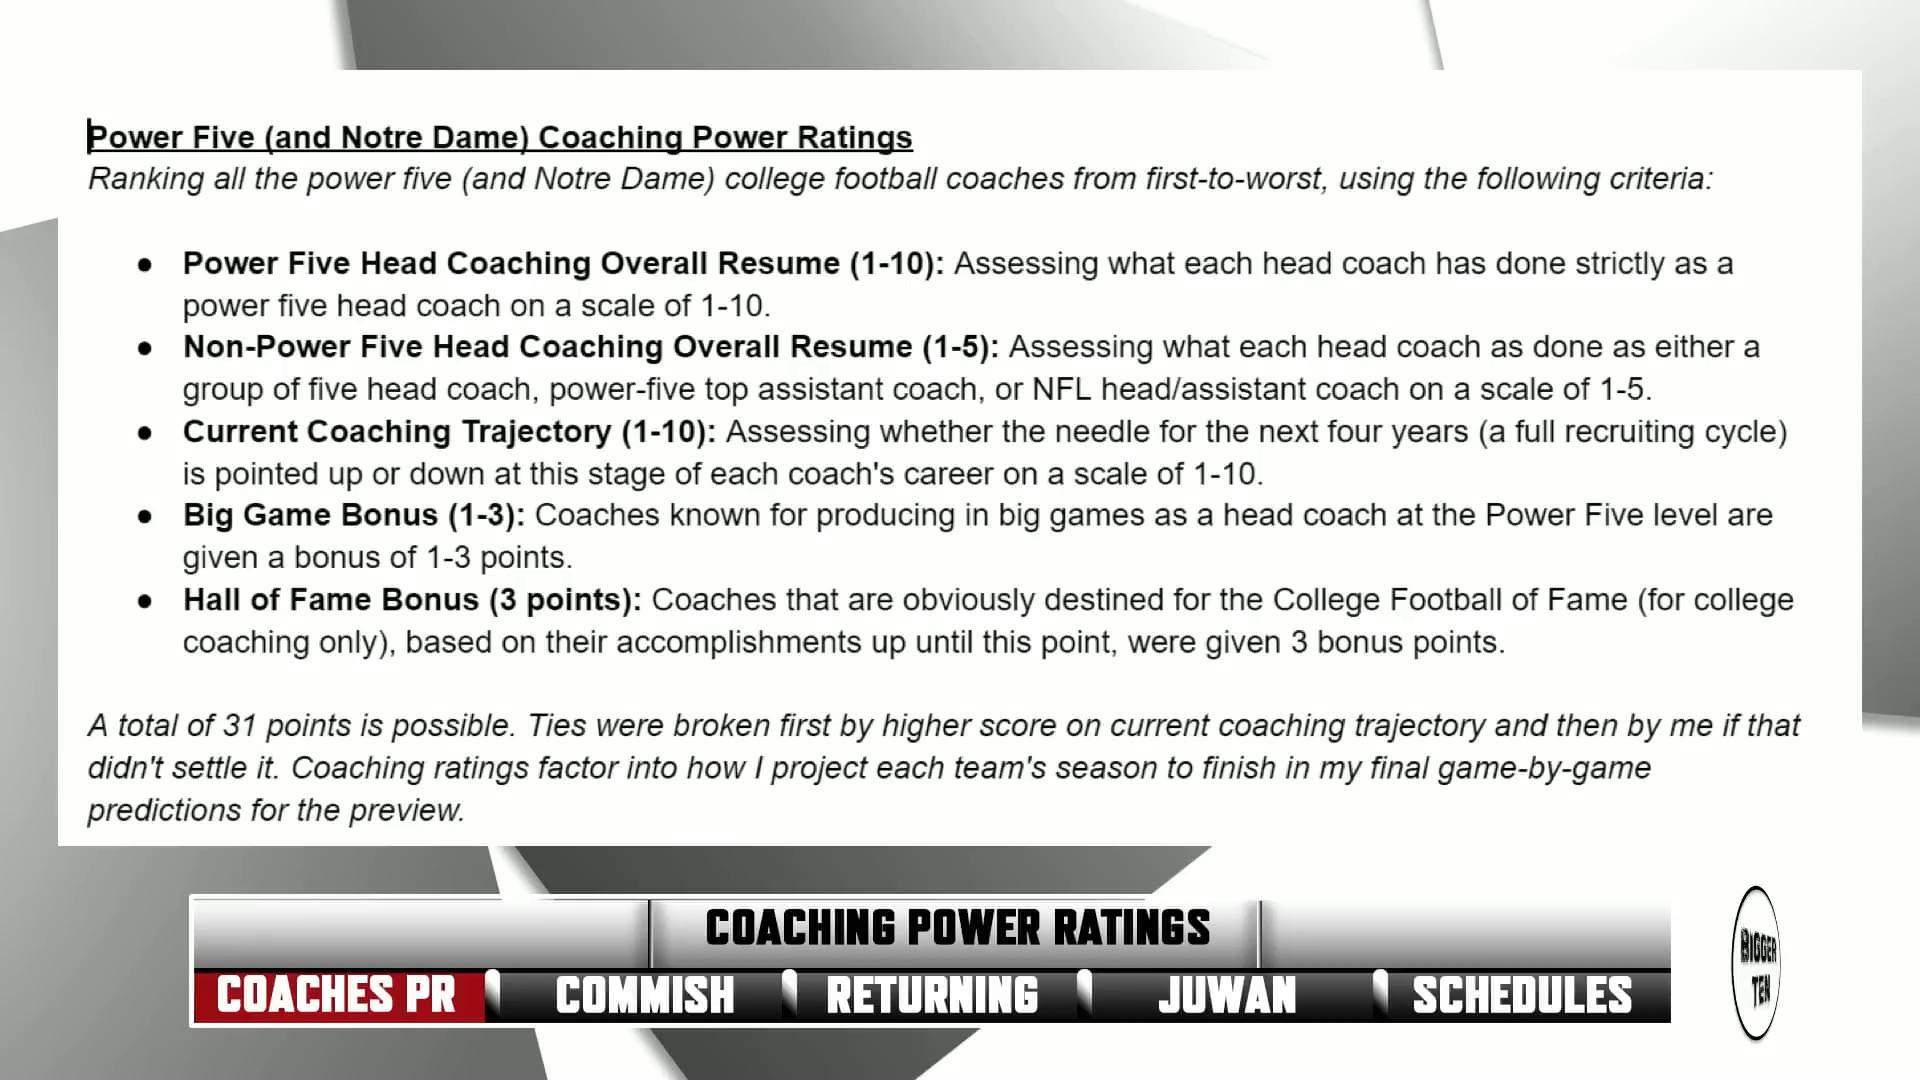 Power Five (and Notre Dame) Coaching Power Ratings
Ranking all the power five (and Notre Dame) college football coaches from first-to-worst, using the following criteria:
● Power Five Head Coaching Overall Resume (1-10): Assessing what each head coach has done strictly as a
power five head coach on a scale of 1-10.
● Non-Power Five Head Coaching Overall Resume (1-5): Assessing what each head coach as done as either a
group of five head coach, power-five top assistant coach, or NFL head/assistant coach on a scale of 1-5.
● Current Coaching Trajectory (1-10): Assessing whether the needle for the next four years (a full recruiting cycle)
is pointed up or down at this stage of each coach's career on a scale of 1-10.
● Big Game Bonus (1-3): Coaches known for producing in big games as a head coach at the Power Five level are
given a bonus of 1-3 points.
● Hall of Fame Bonus (3 points): Coaches that are obviously destined for the College Football of Fame (for college
coaching only), based on their accomplishments up until this point, were given 3 bonus points.
A total of 31 points is possible. Ties were broken first by higher score on current coaching trajectory and then by me if that
didn't settle it. Coaching ratings factor into how I project each team's season to finish in my final game-by-game
predictions for the preview.
COACHING POWER RATINGS
COACHES PR COMMISH RETURNING JUWAN SCHEDULES
BIGGER
TEN